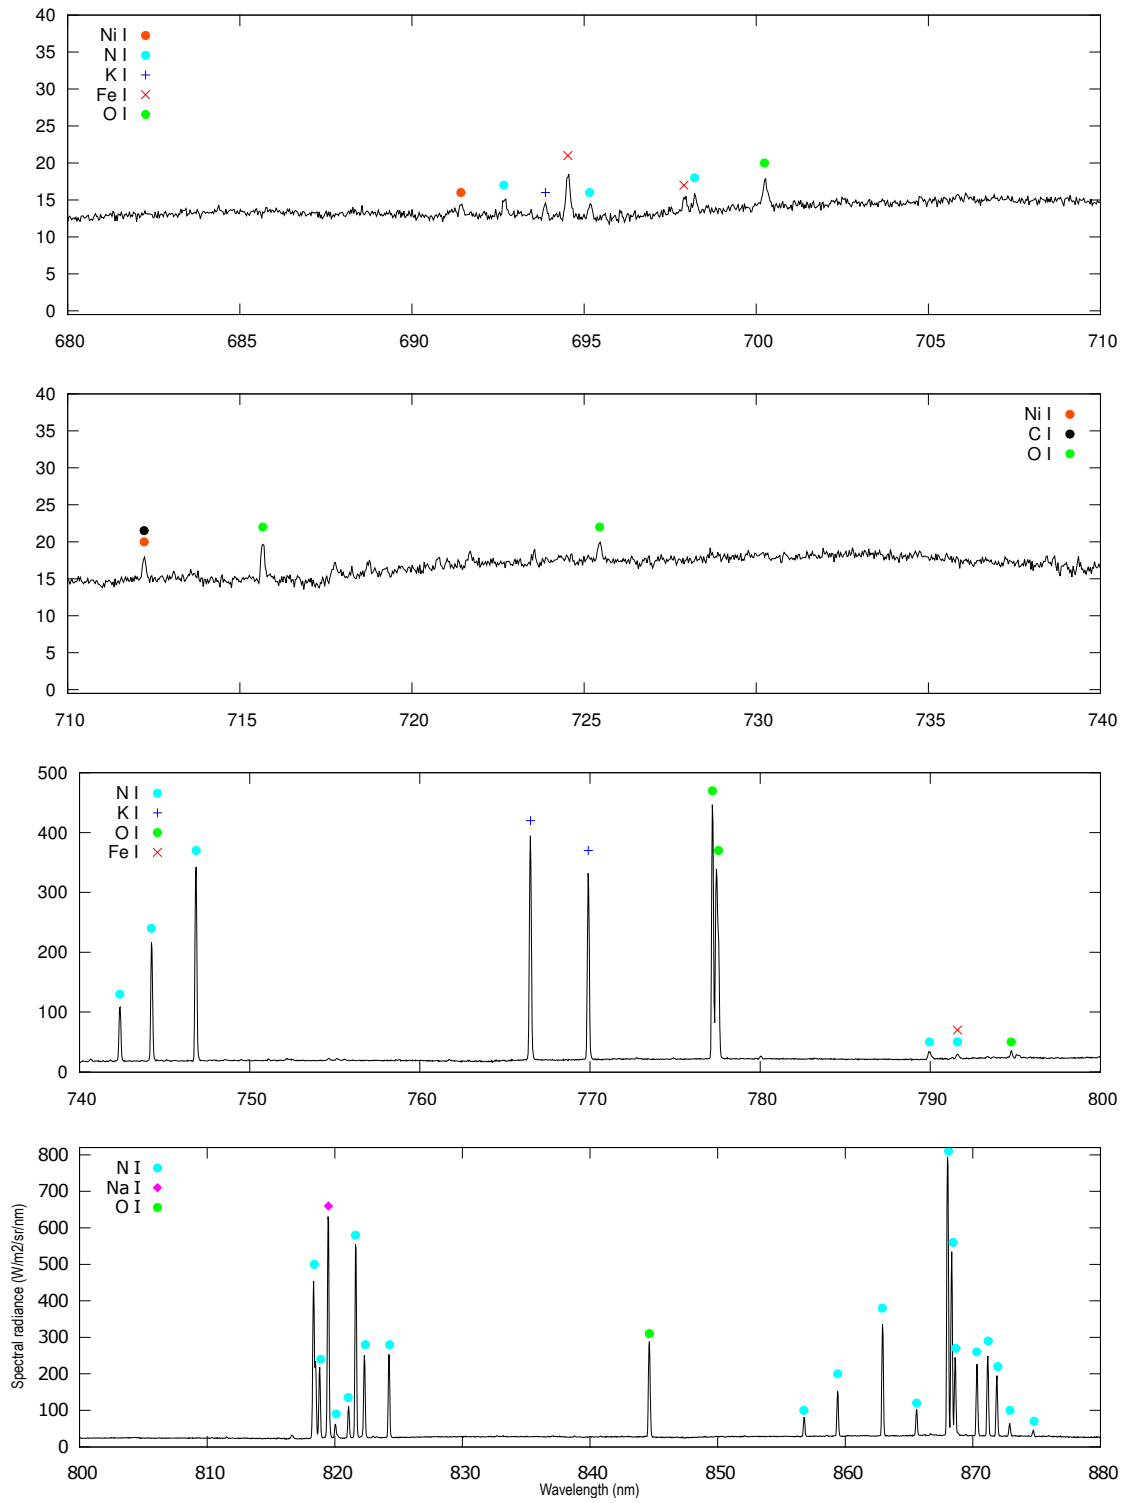 40
35
30
25
20
15
10
5
0
Ni I
N I
K I
Fe I
O I
680 685 690 695 700 705 710
40
35
30
25
20
15
10
5
0
Ni I
C I
O I
710 715 720 725 730 735 740
500
400
300
200
100
0
N I
K I
O I
Fe I
740 750 760 770 780 790 800
Spectral radiance (W/m2/sr/nm)
800
700
600
500
400
300
200
100
0
N I
Na I
O I
800 810 820 830 840 850 860 870 880
Wavelength (nm)